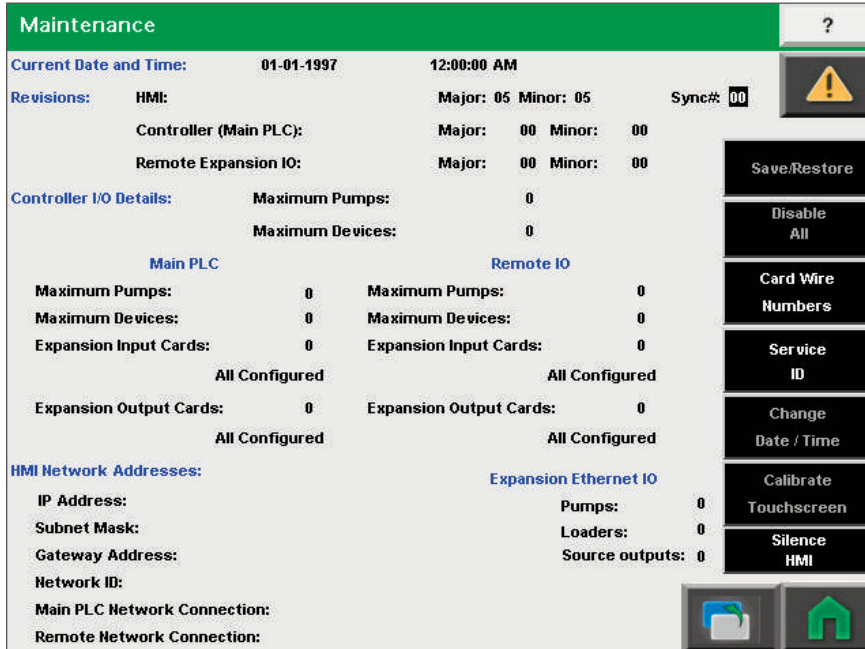 Maintenance
?
Current Date and Time: 01-01-1997 12:00:00 AM
Revisions: HMI: Major: 05 Minor: 05 Sync#: 00
Controller (Main PLC): Major: 00 Minor: 00
Remote Expansion IO: Major: 00 Minor: 00
Controller I/O Details: Maximum Pumps: 0
Maximum Devices: 0
Main PLC Remote IO
Maximum Pumps: 0 Maximum Pumps: 0
Maximum Devices: 0 Maximum Devices: 0
Expansion Input Cards: 0 Expansion Input Cards: 0
All Configured All Configured
Expansion Output Cards: 0 Expansion Output Cards: 0
All Configured All Configured
HMI Network Addresses: Expansion Ethernet IO
IP Address: Pumps: 0
Subnet Mask: Loaders: 0
Gateway Address: Source outputs: 0
Network ID:
Main PLC Network Connection:
Remote Network Connection:
Save/Restore
Disable
All
Card Wire
Numbers
Service
ID
Change
Date / Time
Calibrate
Touchscreen
Silence
HMI